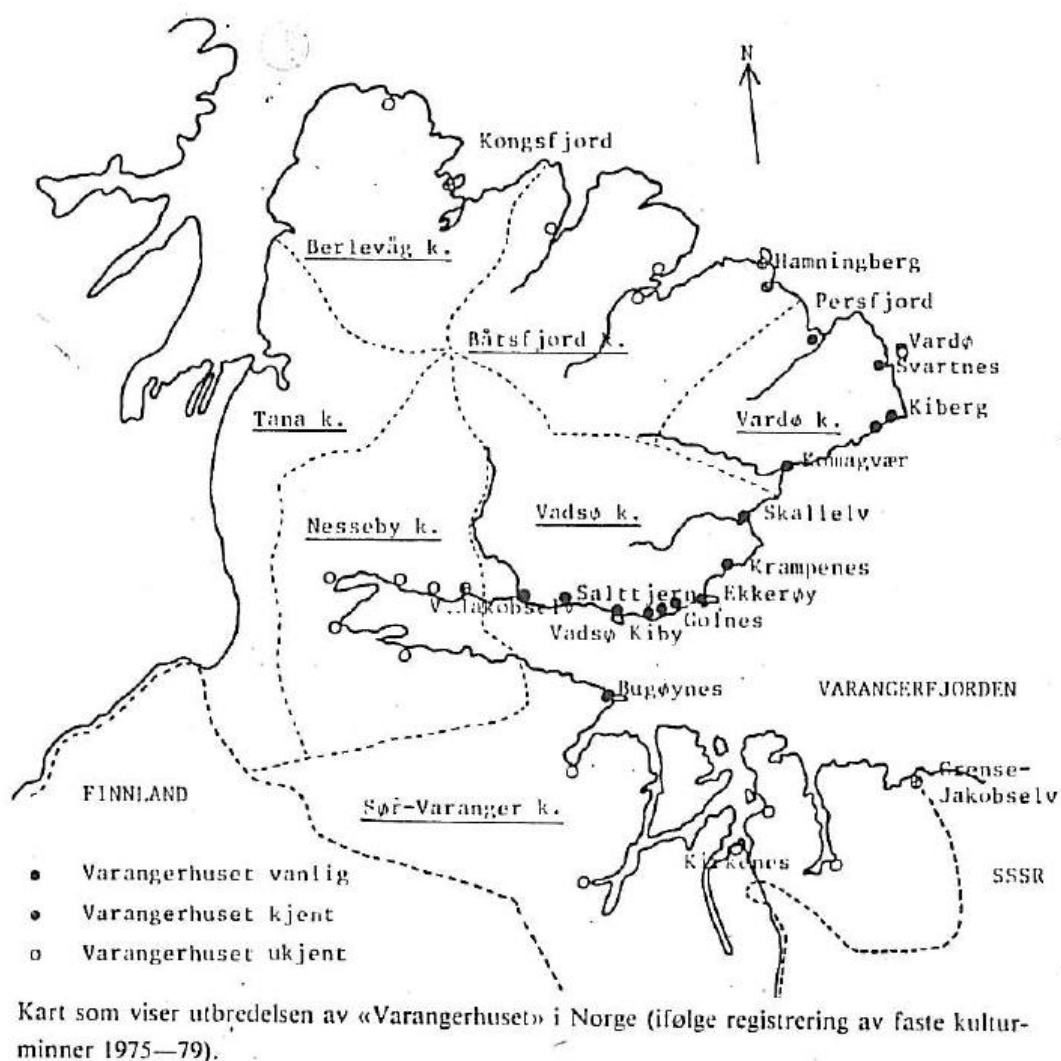 N
Kongsfjord
Berlevåg k.
Hamningberg
Persfjord
Båtsfjord k.
Vardø
Svartnes
Tana k.
Vardø k.
Kiberg
Komagvær
Nesseby k.
Vadsø k.
Skallelv
Krampenes
V.Jakobselv
Salttjern
Ekkerøy
Golnes
Vadsø Kiby
Bugøynes
VARANGERFJORDEN
FINNLAND
Sør-Varanger k.
Grense-
Jakobselv
Kirkenes
SSSR
Varangerhuset vanlig
Varangerhuset kjent
Varangerhuset ukjent
Kart som viser utbredelsen av «Varangerhuset» i Norge (ifølge registrering av faste kultur-
minner 1975—79).